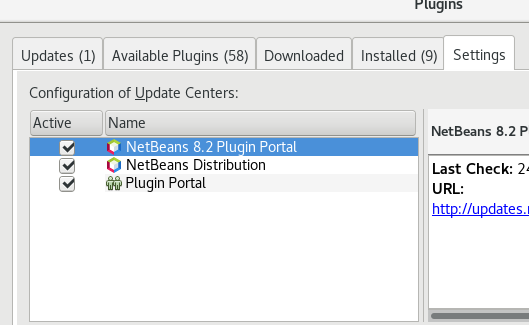 Plugins
Updates (1) Available Plugins (58) Downloaded Installed (9) Settings
Configuration of Update Centers:
Active Name
NetBeans 8.2 Plugin Portal
NetBeans Distribution
Plugin Portal
NetBeans 8.2 P
Last Check: 24
URL:
http://updates.